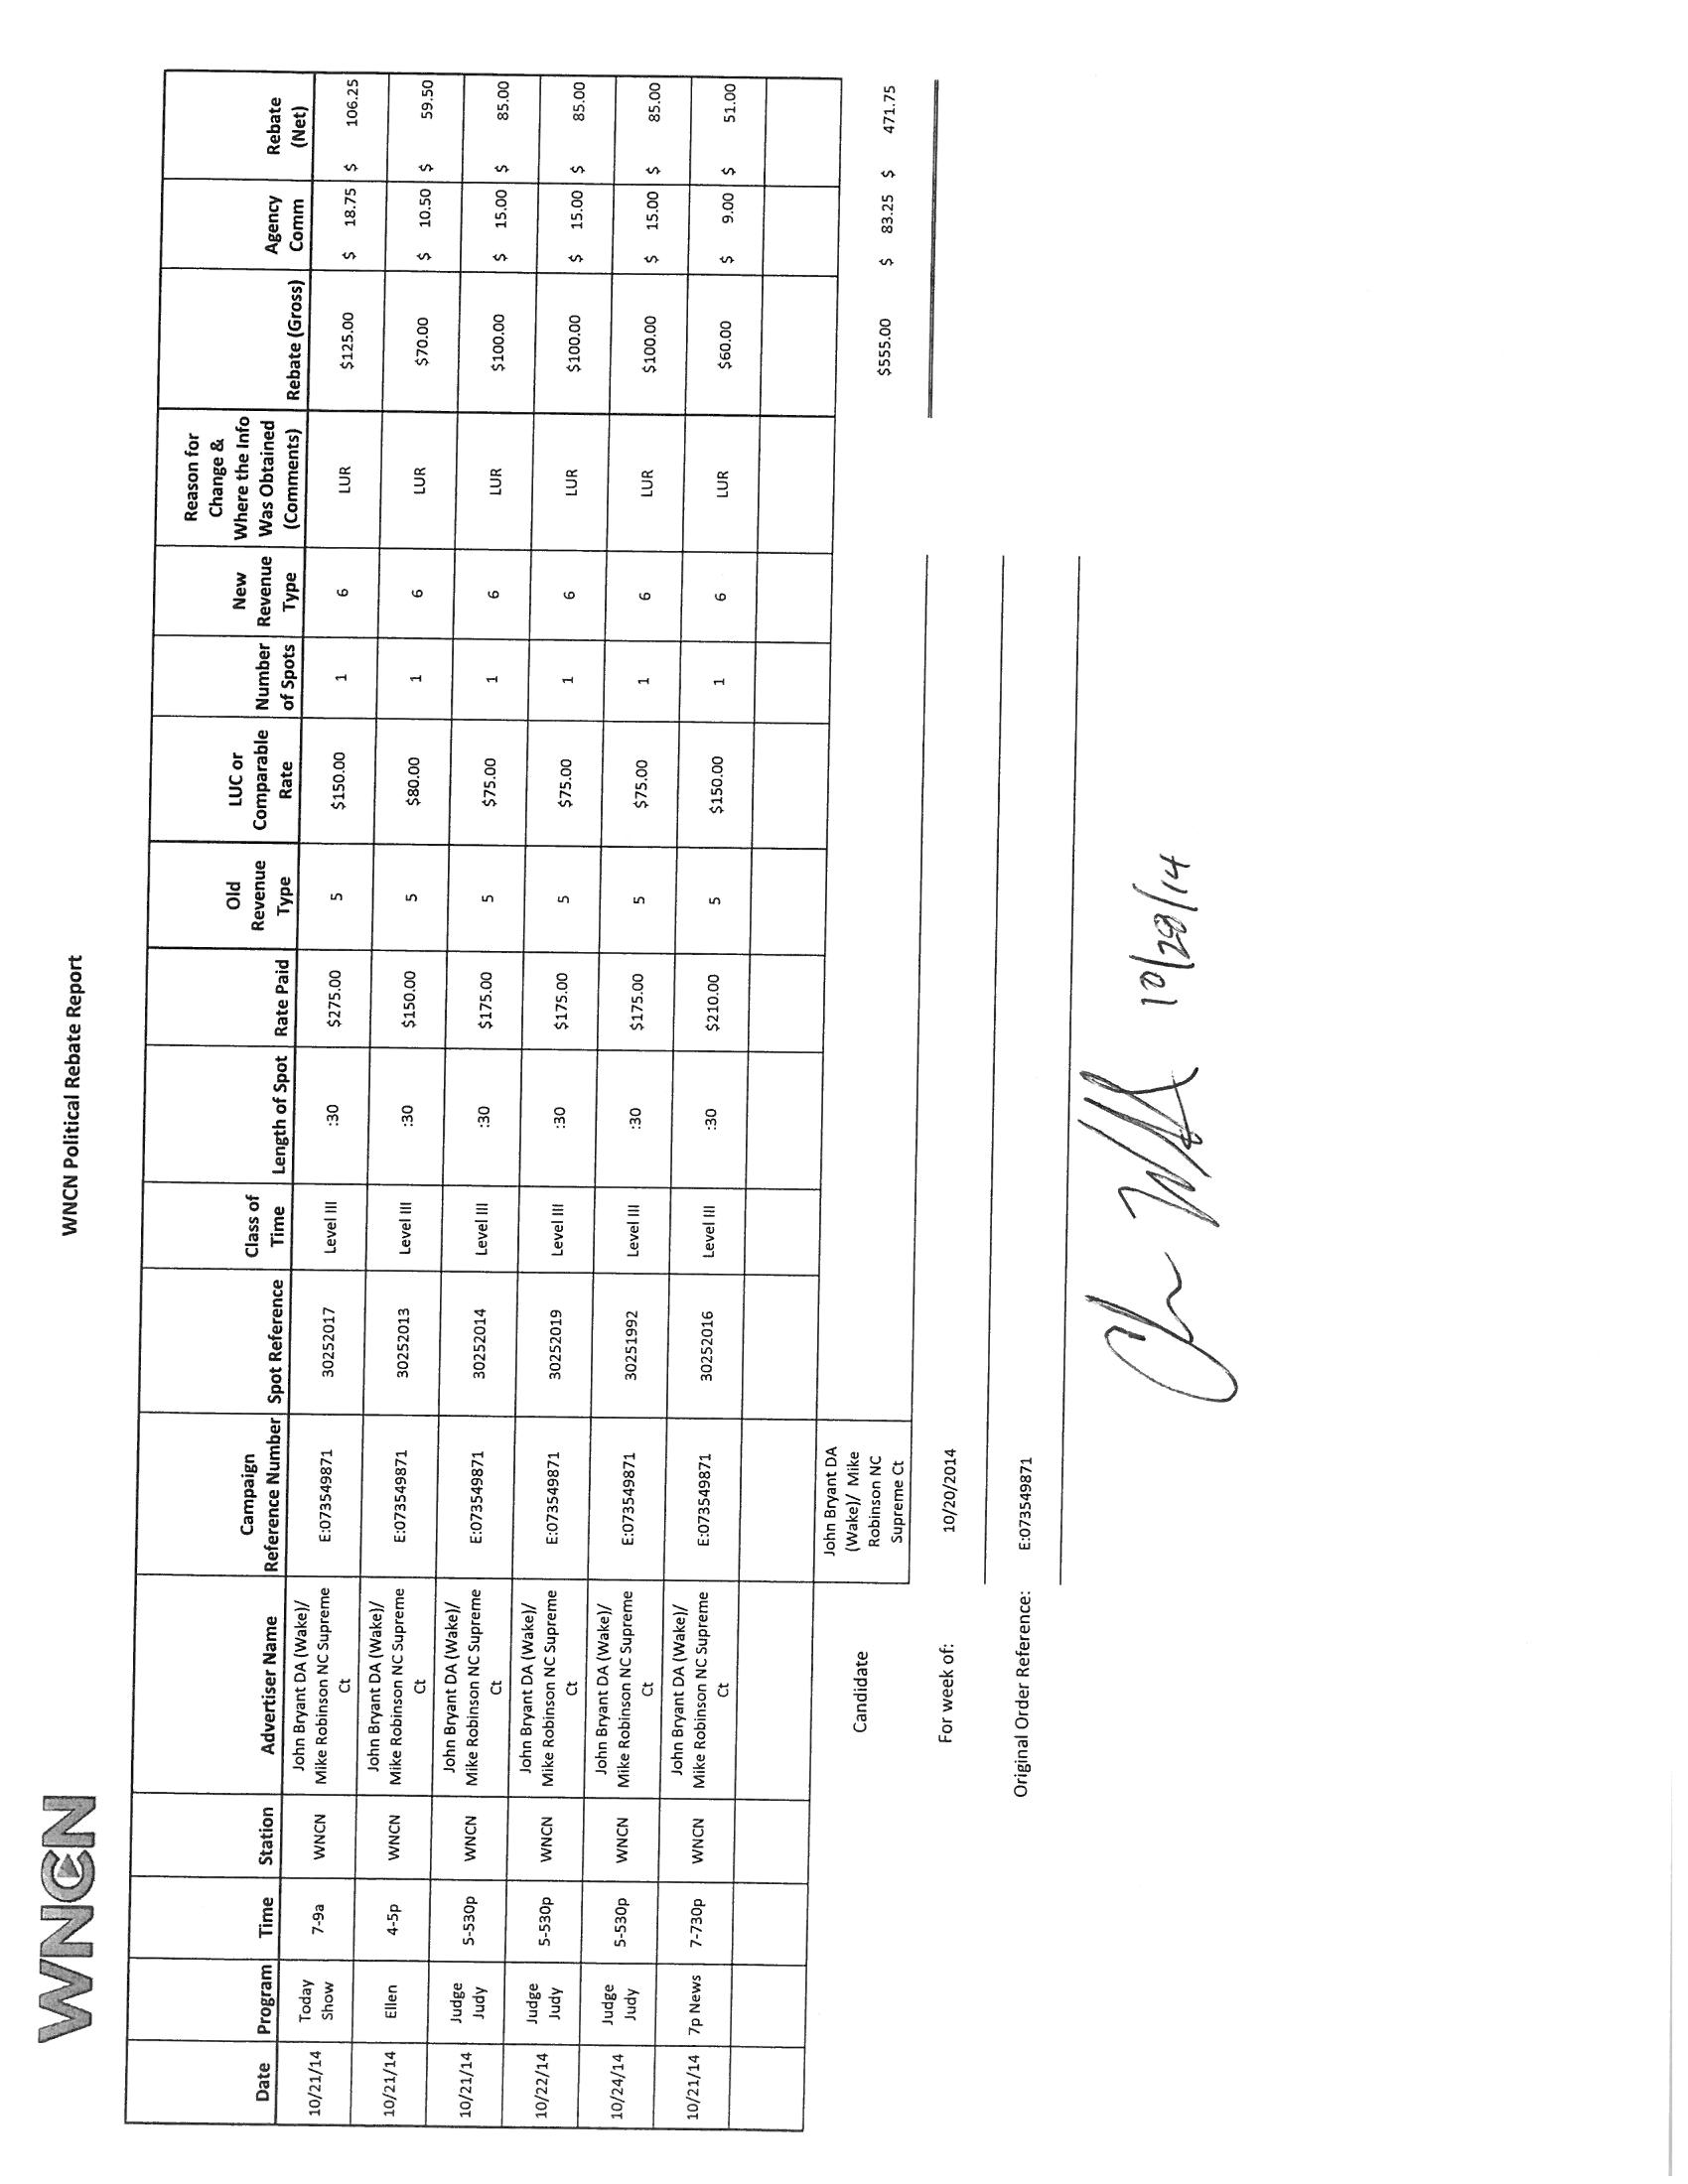 WNCN
WNCN Political Rebate Report
Date Program Time Station Advertiser Name Campaign Reference Number Spot Reference Class of Time Length of Spot Rate Paid Old Revenue Type LUC or Comparable Rate Number of Spots New Revenue Type Reason for Change & Where the Info Was Obtained (Comments) Rebate (Gross) Agency Comm Rebate (Net)
10/21/14 Today Show 7-9a WNCN John Bryant DA (Wake)/ Mike Robinson NC Supreme Ct E:073549871 30252017 Level III :30 $275.00 5 $150.00 1 6 LUR $125.00 $ 18.75 $ 106.25
10/21/14 Ellen 4-5p WNCN John Bryant DA (Wake)/ Mike Robinson NC Supreme Ct E:073549871 30252013 Level III :30 $150.00 5 $80.00 1 6 LUR $70.00 $ 10.50 $ 59.50
10/21/14 Judge Judy 5-530p WNCN John Bryant DA (Wake)/ Mike Robinson NC Supreme Ct E:073549871 30252014 Level III :30 $175.00 5 $75.00 1 6 LUR $100.00 $ 15.00 $ 85.00
10/22/14 Judge Judy 5-530p WNCN John Bryant DA (Wake)/ Mike Robinson NC Supreme Ct E:073549871 30252019 Level III :30 $175.00 5 $75.00 1 6 LUR $100.00 $ 15.00 $ 85.00
10/24/14 Judge Judy 5-530p WNCN John Bryant DA (Wake)/ Mike Robinson NC Supreme Ct E:073549871 30251992 Level III :30 $175.00 5 $75.00 1 6 LUR $100.00 $ 15.00 $ 85.00
10/21/14 7p News 7-730p WNCN John Bryant DA (Wake)/ Mike Robinson NC Supreme Ct E:073549871 30252016 Level III :30 $210.00 5 $150.00 1 6 LUR $60.00 $ 9.00 $ 51.00
Candidate John Bryant DA (Wake)/ Mike Robinson NC Supreme Ct $555.00 $ 83.25 $ 471.75
For week of: 10/20/2014
Original Order Reference: E:073549871
10/28/14